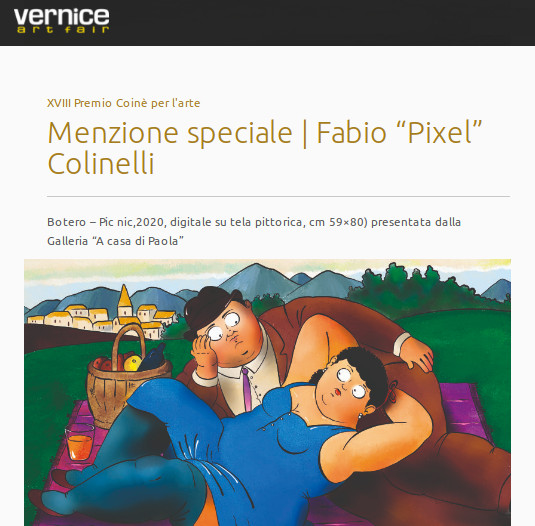 vernice
art fair
XVIII Premio Coinè per l'arte
Menzione speciale | Fabio “Pixel”
Colinelli
Botero – Pic nic,2020, digitale su tela pittorica, cm 59×80) presentata dalla
Galleria “A casa di Paola”